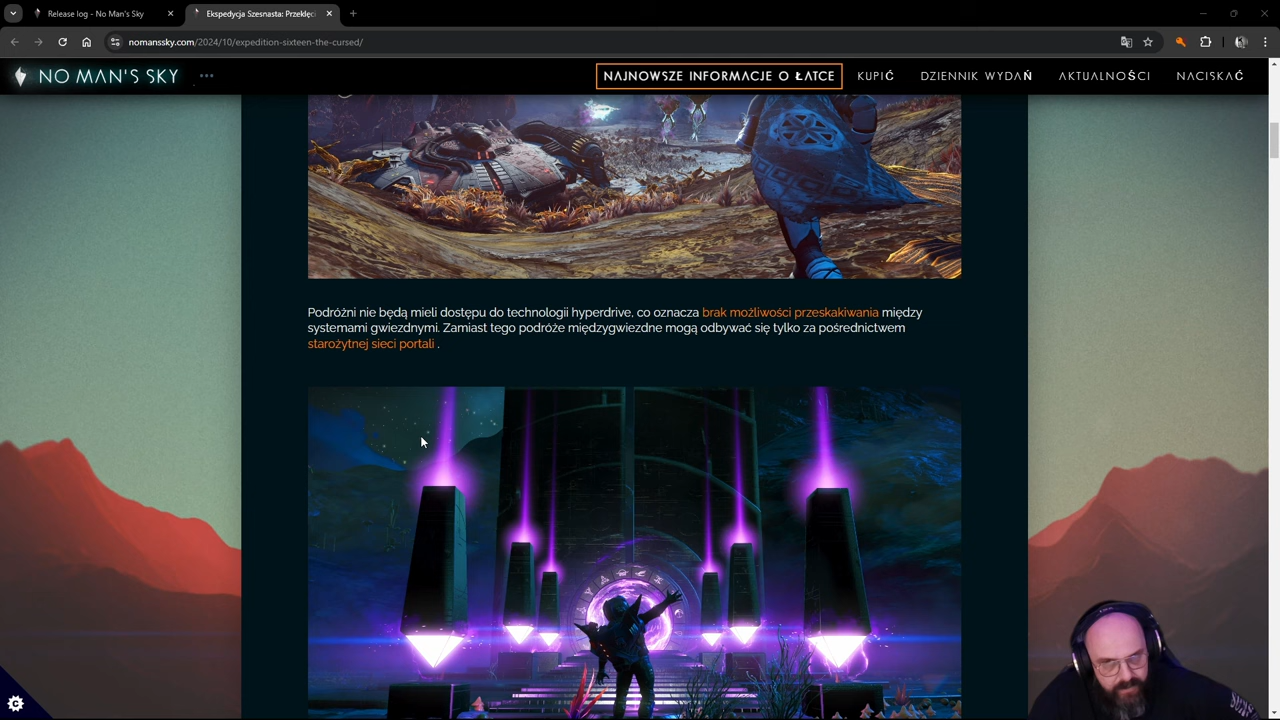 Release log - No Man's Sky
Ekspedycja Szesnasta: Przeklęc
nomanssky.com/2024/10/expedition-sixteen-the-cursed/
NO MAN'S SKY
NAJNOWSZE INFORMACJE O ŁATCE
KUPIĆ
DZIENNIK WYDAŃ
AKTUALNOŚCI
NACISKAĆ
Podróżni nie będą mieli dostępu do technologii hyperdrive, co oznacza brak możliwości przeskakiwania między
systemami gwiezdnymi. Zamiast tego podróże międzygwiezdne mogą odbywać się tylko za pośrednictwem
starożytnej sieci portali .